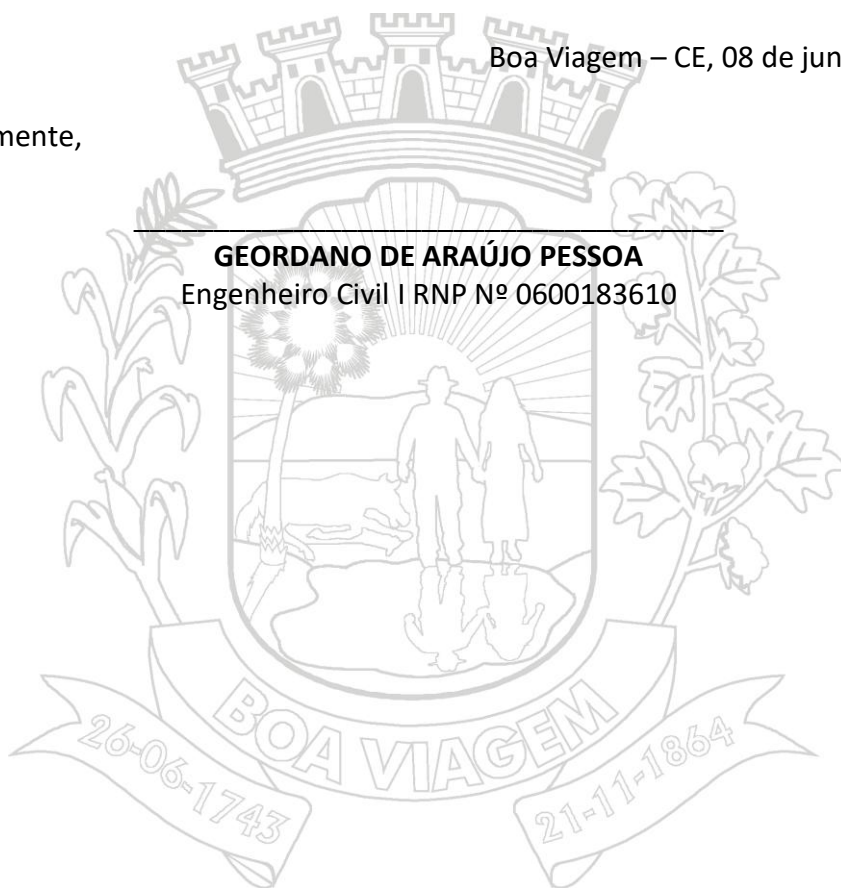 Boa Viagem – CE, 08 de jun
mente,
GEORDANO DE ARAÚJO PESSOA
Engenheiro Civil I RNP Nº 0600183610
BOA VIAGEM
26-06-1743
21-11-1864